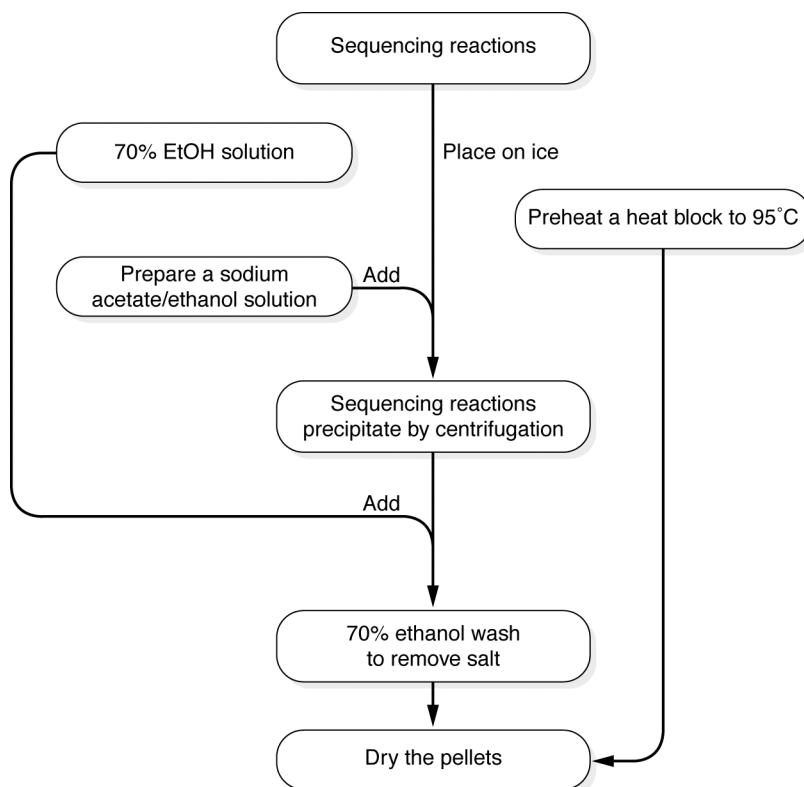 Sequencing reactions
70% EtOH solution
Place on ice
Preheat a heat block to 95°C
Prepare a sodium
acetate/ethanol solution
Add
Sequencing reactions
precipitate by centrifugation
Add
70% ethanol wash
to remove salt
Dry the pellets